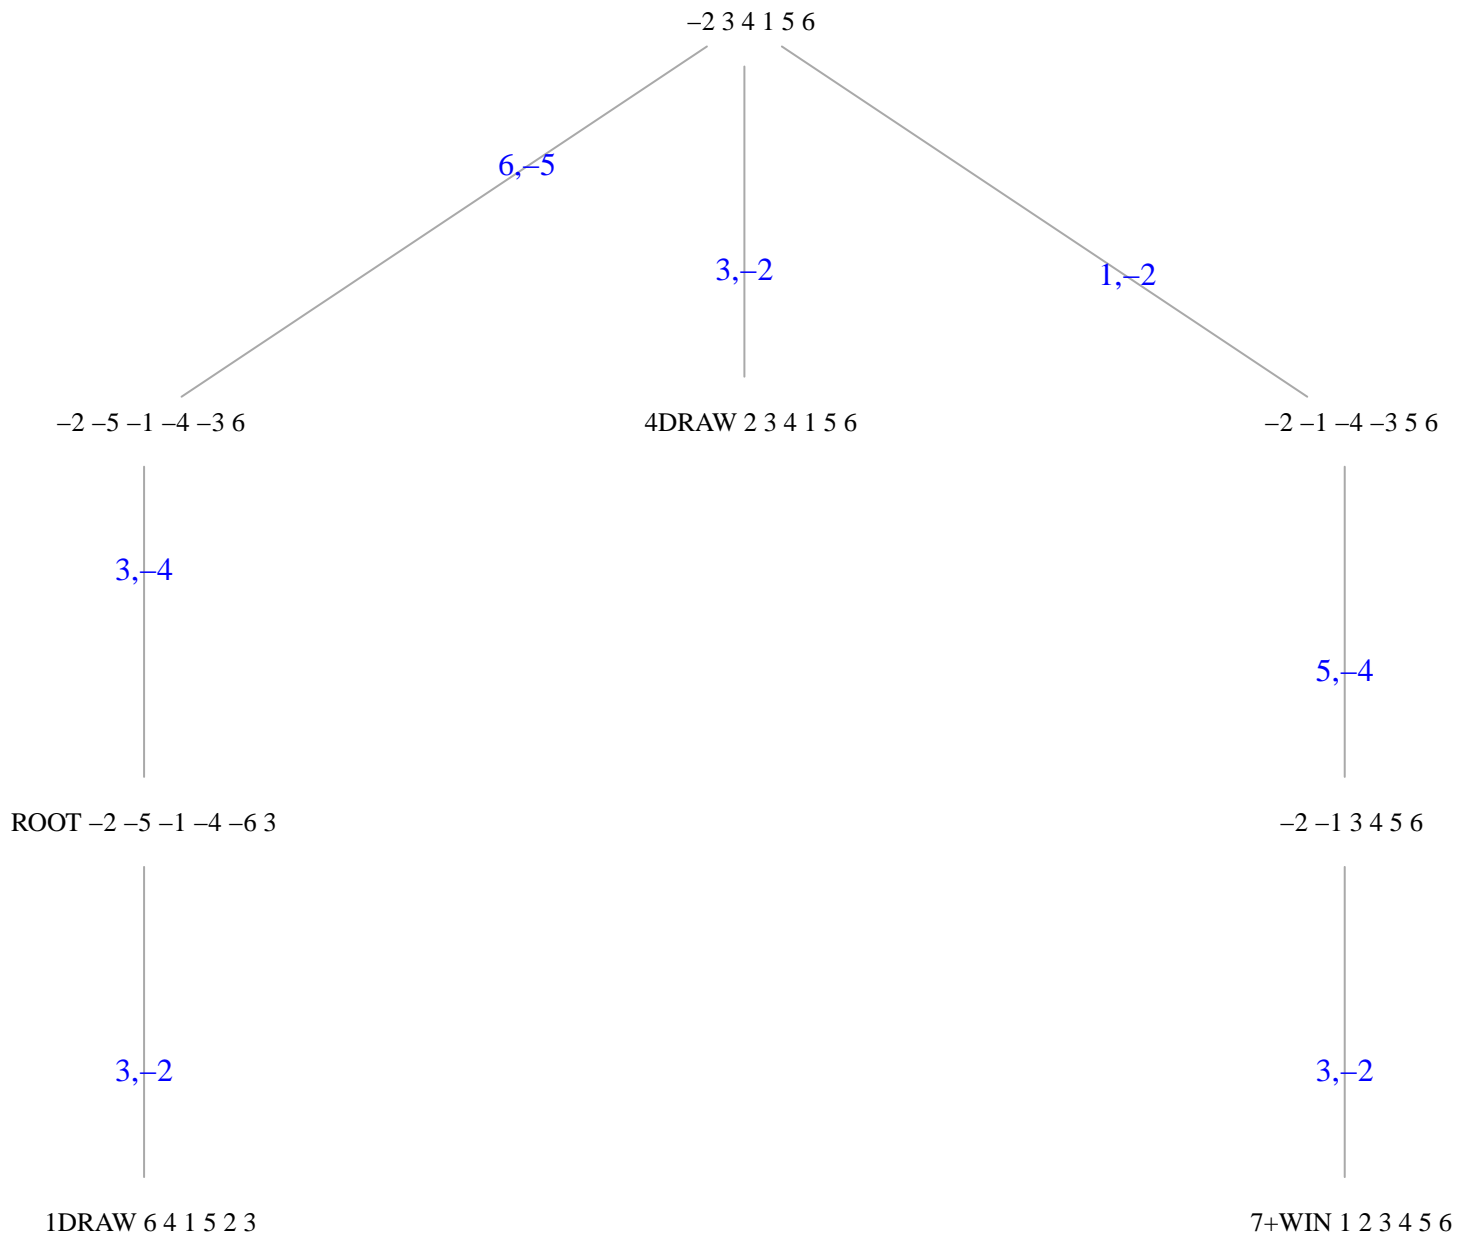 –2 3 4 1 5 6
6,–5
3,–2
1,–2
–2 –5 –1 –4 –3 6
4DRAW 2 3 4 1 5 6
–2 –1 –4 –3 5 6
3,–4
5,–4
ROOT –2 –5 –1 –4 –6 3
–2 –1 3 4 5 6
3,–2
3,–2
1DRAW 6 4 1 5 2 3
7+WIN 1 2 3 4 5 6